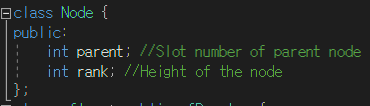 class Node {
public:
int parent; //Slot number of parent node
int rank; //Height of the node
};